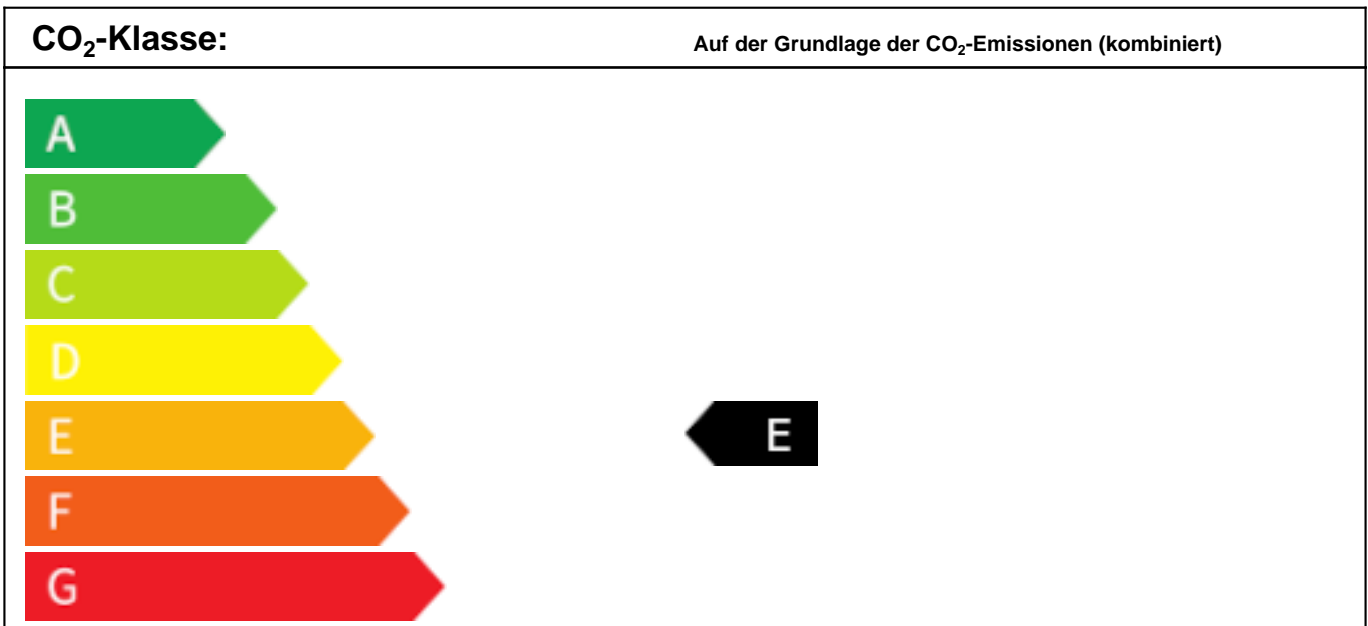 CO₂-Klasse: Auf der Grundlage der CO₂-Emissionen (kombiniert)
A
B
C
D
E E
F
G